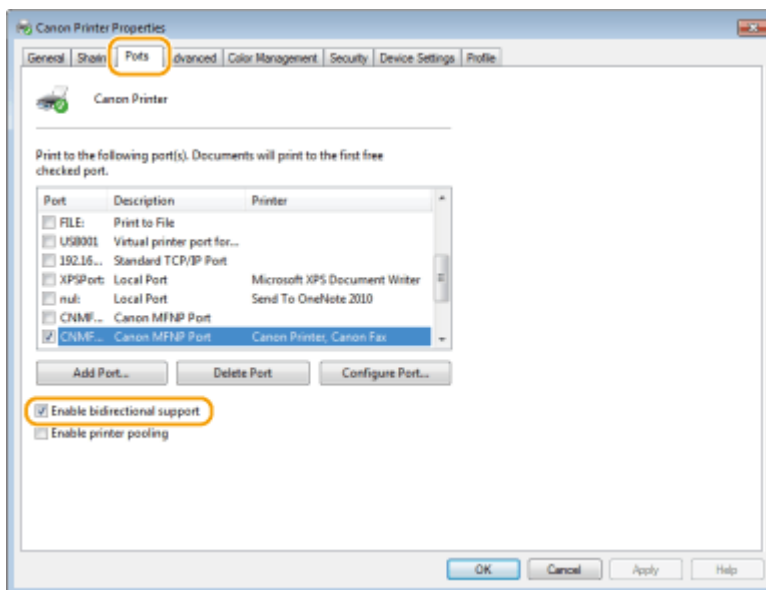 Canon Printer Properties
General Sharin Ports dvanced Color Management Security Device Settings Profile
Canon Printer
Print to the following port(s). Documents will print to the first free
checked port.
Port Description Printer
FILE: Print to File
USB001 Virtual printer port for...
192.16... Standard TCP/IP Port
XPSPort: Local Port Microsoft XPS Document Writer
nul: Local Port Send To OneNote 2010
CNMF... Canon MFNP Port
CNMF... Canon MFNP Port Canon Printer, Canon Fax
Add Port... Delete Port Configure Port...
Enable bidirectional support
Enable printer pooling
OK Cancel Apply Help